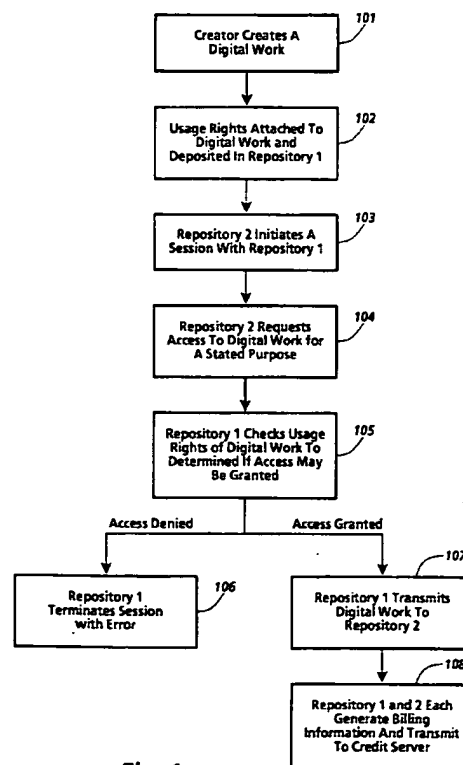 101
Creator Creates A
Digital Work
102
Usage Rights Attached To
Digital Work and
Deposited In Repository 1
103
Repository 2 Initiates A
Session With Repository 1
104
Repository 2 Requests
Access To Digital Work for
A Stated Purpose
105
Repository 1 Checks Usage
Rights of Digital Work To
Determined If Access May
Be Granted
Access Denied
Access Granted
106
Repository 1
Terminates Session
with Error
107
Repository 1 Transmits
Digital Work To
Repository 2
108
Repository 1 and 2 Each
Generate Billing
Information And Transmit
To Credit Server